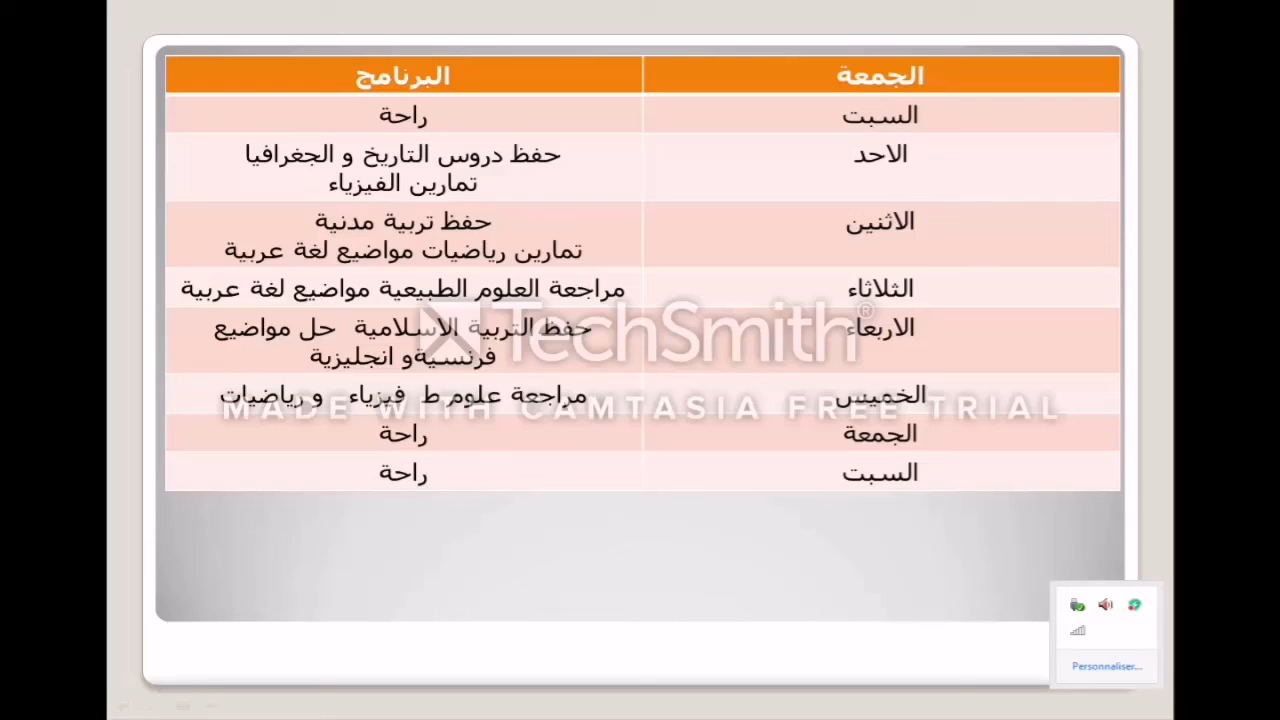 الجمعة البرنامج
السبت راحة
الاحد حفظ دروس التاريخ و الجغرافيا
تمارين الفيزياء
الاثنين حفظ تربية مدنية
تمارين رياضيات مواضيع لغة عربية
الثلاثاء مراجعة العلوم الطبيعية مواضيع لغة عربية
الاربعاء حفظ التربية الاسلامية حل مواضيع
فرنسيةو انجليزية
TechSmith®
الخميس مراجعة علوم ط فيزياء و رياضيات
MADE WITH CAMTASIA FREE TRIAL
الجمعة راحة
السبت راحة
Personnaliser...